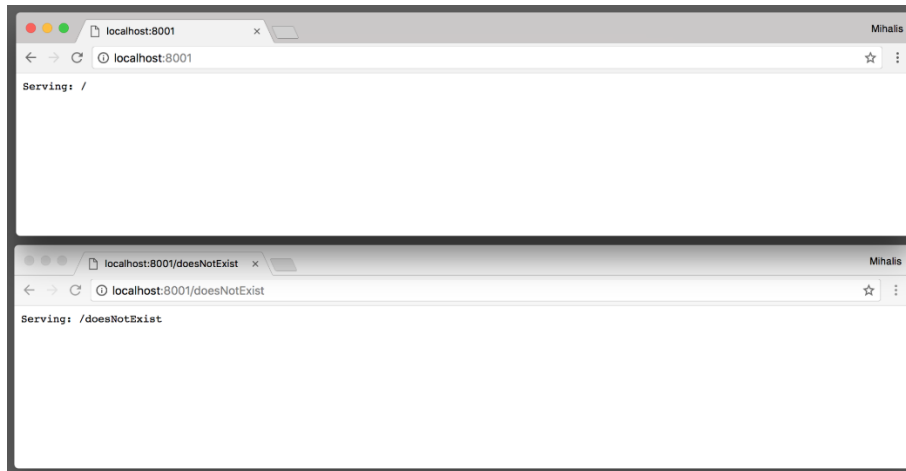 localhost:8001
Mihalis
localhost:8001
Serving: /
localhost:8001/doesNotExist
Mihalis
localhost:8001/doesNotExist
Serving: /doesNotExist